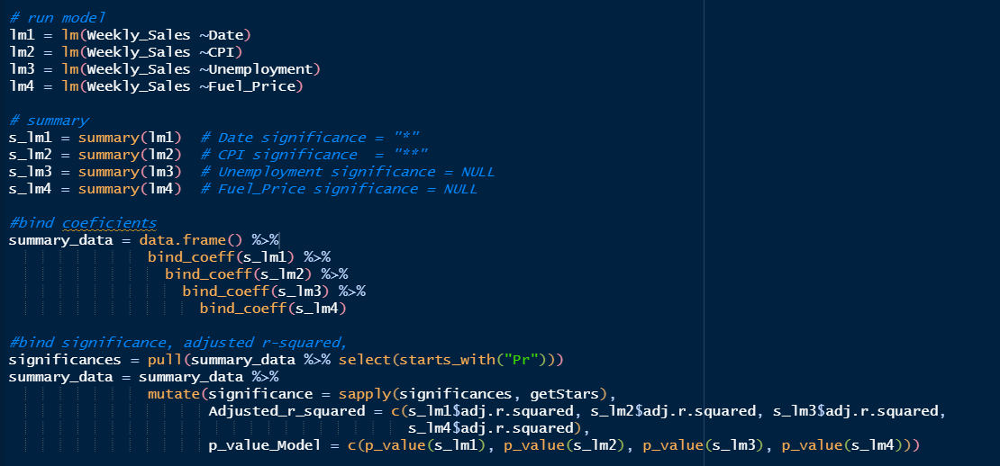 # run model
lm1 = lm(Weekly_Sales ~Date)
lm2 = lm(Weekly_Sales ~CPI)
lm3 = lm(Weekly_Sales ~Unemployment)
lm4 = lm(Weekly_Sales ~Fuel_Price)
# summary
s_lm1 = summary(lm1)  # Date significance = "*"
s_lm2 = summary(lm2)  # CPI significance  = "**"
s_lm3 = summary(lm3)  # Unemployment significance = NULL
s_lm4 = summary(lm4)  # Fuel_Price significance = NULL
#bind coeficients
summary_data = data.frame() %>%
bind_coeff(s_lm1) %>%
bind_coeff(s_lm2) %>%
bind_coeff(s_lm3) %>%
bind_coeff(s_lm4)
#bind significance, adjusted r-squared,
significances = pull(summary_data %>% select(starts_with("Pr")))
summary_data = summary_data %>%
mutate(significance = sapply(significances, getStars),
Adjusted_r_squared = c(s_lm1$adj.r.squared, s_lm2$adj.r.squared, s_lm3$adj.r.squared,
s_lm4$adj.r.squared),
p_value_Model = c(p_value(s_lm1), p_value(s_lm2), p_value(s_lm3), p_value(s_lm4)))